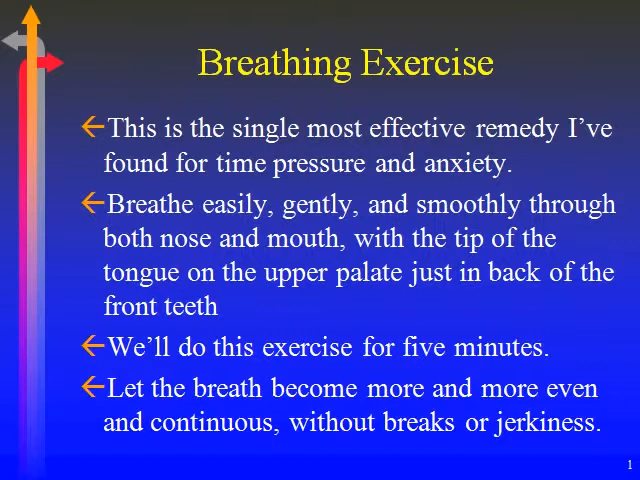 Breathing Exercise
This is the single most effective remedy I've
found for time pressure and anxiety.
Breathe easily, gently, and smoothly through
both nose and mouth, with the tip of the
tongue on the upper palate just in back of the
front teeth
We'll do this exercise for five minutes.
Let the breath become more and more even
and continuous, without breaks or jerkiness.
1